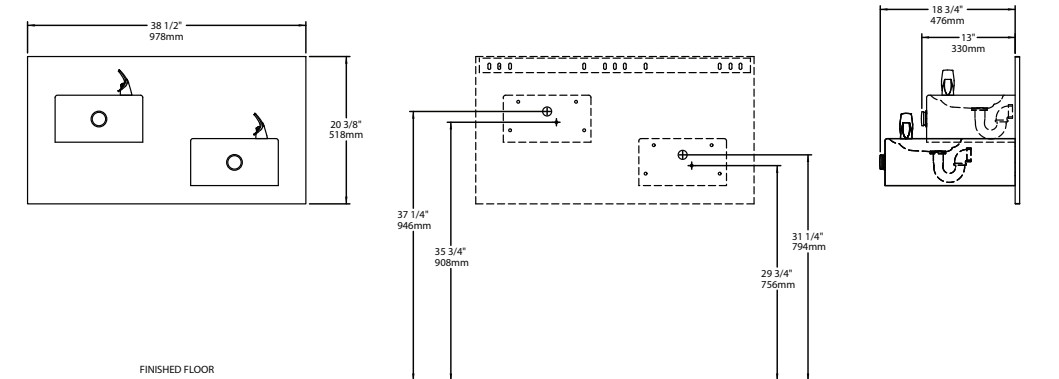 38 1/2"
978mm
20 3/8"
518mm
37 1/4"
946mm
35 3/4"
908mm
31 1/4"
794mm
29 3/4"
756mm
18 3/4"
476mm
13"
330mm
FINISHED FLOOR